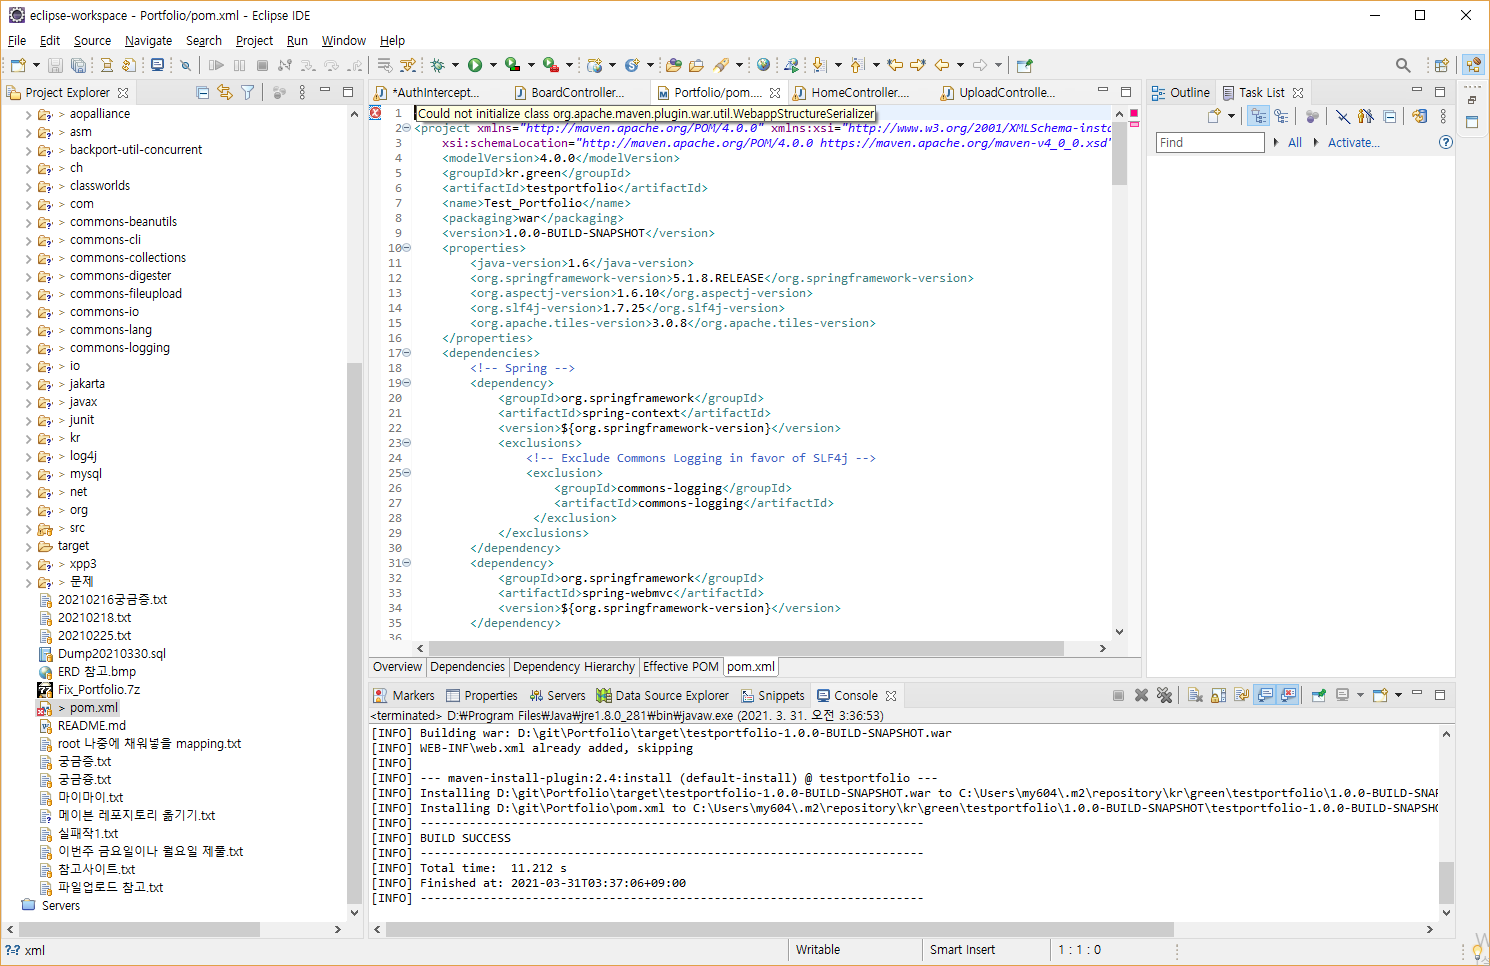 eclipse-workspace - Portfolio/pom.xml - Eclipse IDE
File Edit Source Navigate Search Project Run Window Help
Project Explorer
> aopalliance
> asm
> backport-util-concurrent
> ch
> classworlds
> com
> commons-beanutils
> commons-cli
> commons-collections
> commons-digester
> commons-fileupload
> commons-io
> commons-lang
> commons-logging
> io
> jakarta
> javax
> junit
> kr
> log4j
> mysql
> net
> org
> src
target
> xpp3
> 문제
20210216궁금증.txt
20210218.txt
20210225.txt
Dump20210330.sql
ERD 참고.bmp
Fix_Portfolio.7z
> pom.xml
README.md
root 나중에 채워넣을 mapping.txt
궁금증.txt
궁금증.txt
마이마이.txt
메이븐 레포지토리 옮기기.txt
실패작1.txt
이번주 금요일이나 월요일 제풀.txt
참고사이트.txt
파일업로드 참고.txt
Servers
*AuthIntercept... BoardController... Portfolio/pom.... HomeController.... UploadControlle...
1
Could not initialize class org.apache.maven.plugin.war.util.WebappStructureSerializer
2 <project xmlns="http://maven.apache.org/POM/4.0.0" xmlns:xsi="http://www.w3.org/2001/XMLSchema-insta
3 xsi:schemaLocation="http://maven.apache.org/POM/4.0.0 https://maven.apache.org/maven-v4_0_0.xsd"
4 <modelVersion>4.0.0</modelVersion>
5 <groupId>kr.green</groupId>
6 <artifactId>testportfolio</artifactId>
7 <name>Test_Portfolio</name>
8 <packaging>war</packaging>
9 <version>1.0.0-BUILD-SNAPSHOT</version>
10 <properties>
11 <java-version>1.6</java-version>
12 <org.springframework-version>5.1.8.RELEASE</org.springframework-version>
13 <org.aspectj-version>1.6.10</org.aspectj-version>
14 <org.slf4j-version>1.7.25</org.slf4j-version>
15 <org.apache.tiles-version>3.0.8</org.apache.tiles-version>
16 </properties>
17 <dependencies>
18 <!-- Spring -->
19 <dependency>
20 <groupId>org.springframework</groupId>
21 <artifactId>spring-context</artifactId>
22 <version>${org.springframework-version}</version>
23 <exclusions>
24 <!-- Exclude Commons Logging in favor of SLF4j -->
25 <exclusion>
26 <groupId>commons-logging</groupId>
27 <artifactId>commons-logging</artifactId>
28 </exclusion>
29 </exclusions>
30 </dependency>
31 <dependency>
32 <groupId>org.springframework</groupId>
33 <artifactId>spring-webmvc</artifactId>
34 <version>${org.springframework-version}</version>
35 </dependency>
36
Overview Dependencies Dependency Hierarchy Effective POM pom.xml
Outline Task List
Find All Activate...
Markers Properties Servers Data Source Explorer Snippets Console
<terminated> D:₩Program Files₩Java₩jre1.8.0_281₩bin₩javaw.exe (2021. 3. 31. 오전 3:36:53)
[INFO] Building war: D:\git\Portfolio\target\testportfolio-1.0.0-BUILD-SNAPSHOT.war
[INFO] WEB-INF\web.xml already added, skipping
[INFO]
[INFO] --- maven-install-plugin:2.4:install (default-install) @ testportfolio ---
[INFO] Installing D:\git\Portfolio\target\testportfolio-1.0.0-BUILD-SNAPSHOT.war to C:\Users\my604\.m2\repository\kr\green\testportfolio\1.0.0-BUILD-SNAP
[INFO] Installing D:\git\Portfolio\pom.xml to C:\Users\my604\.m2\repository\kr\green\testportfolio\1.0.0-BUILD-SNAPSHOT\testportfolio-1.0.0-BUILD-SNAPSHO
[INFO] ------------------------------------------------------------------------
[INFO] BUILD SUCCESS
[INFO] ------------------------------------------------------------------------
[INFO] Total time:  11.212 s
[INFO] Finished at: 2021-03-31T03:37:06+09:00
[INFO] ------------------------------------------------------------------------
xml Writable Smart Insert 1 : 1 : 0